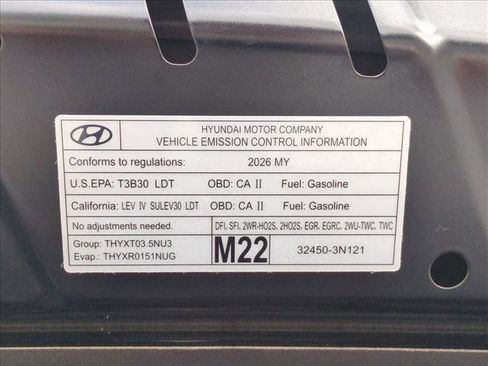 HYUNDAI MOTOR COMPANY
VEHICLE EMISSION CONTROL INFORMATION
Conforms to regulations: 2026 MY
U.S.EPA: T3B30 LDT OBD: CA II Fuel: Gasoline
California: LEV IV SULEV30 LDT OBD: CA II Fuel: Gasoline
No adjustments needed. DFI, SFI, 2WR-HO2S, 2HO2S, EGR, EGRC, 2WU-TWC, TWC
Group: THYXT03.5NU3
Evap.: THYXR0151NUG
M22 32450-3N121